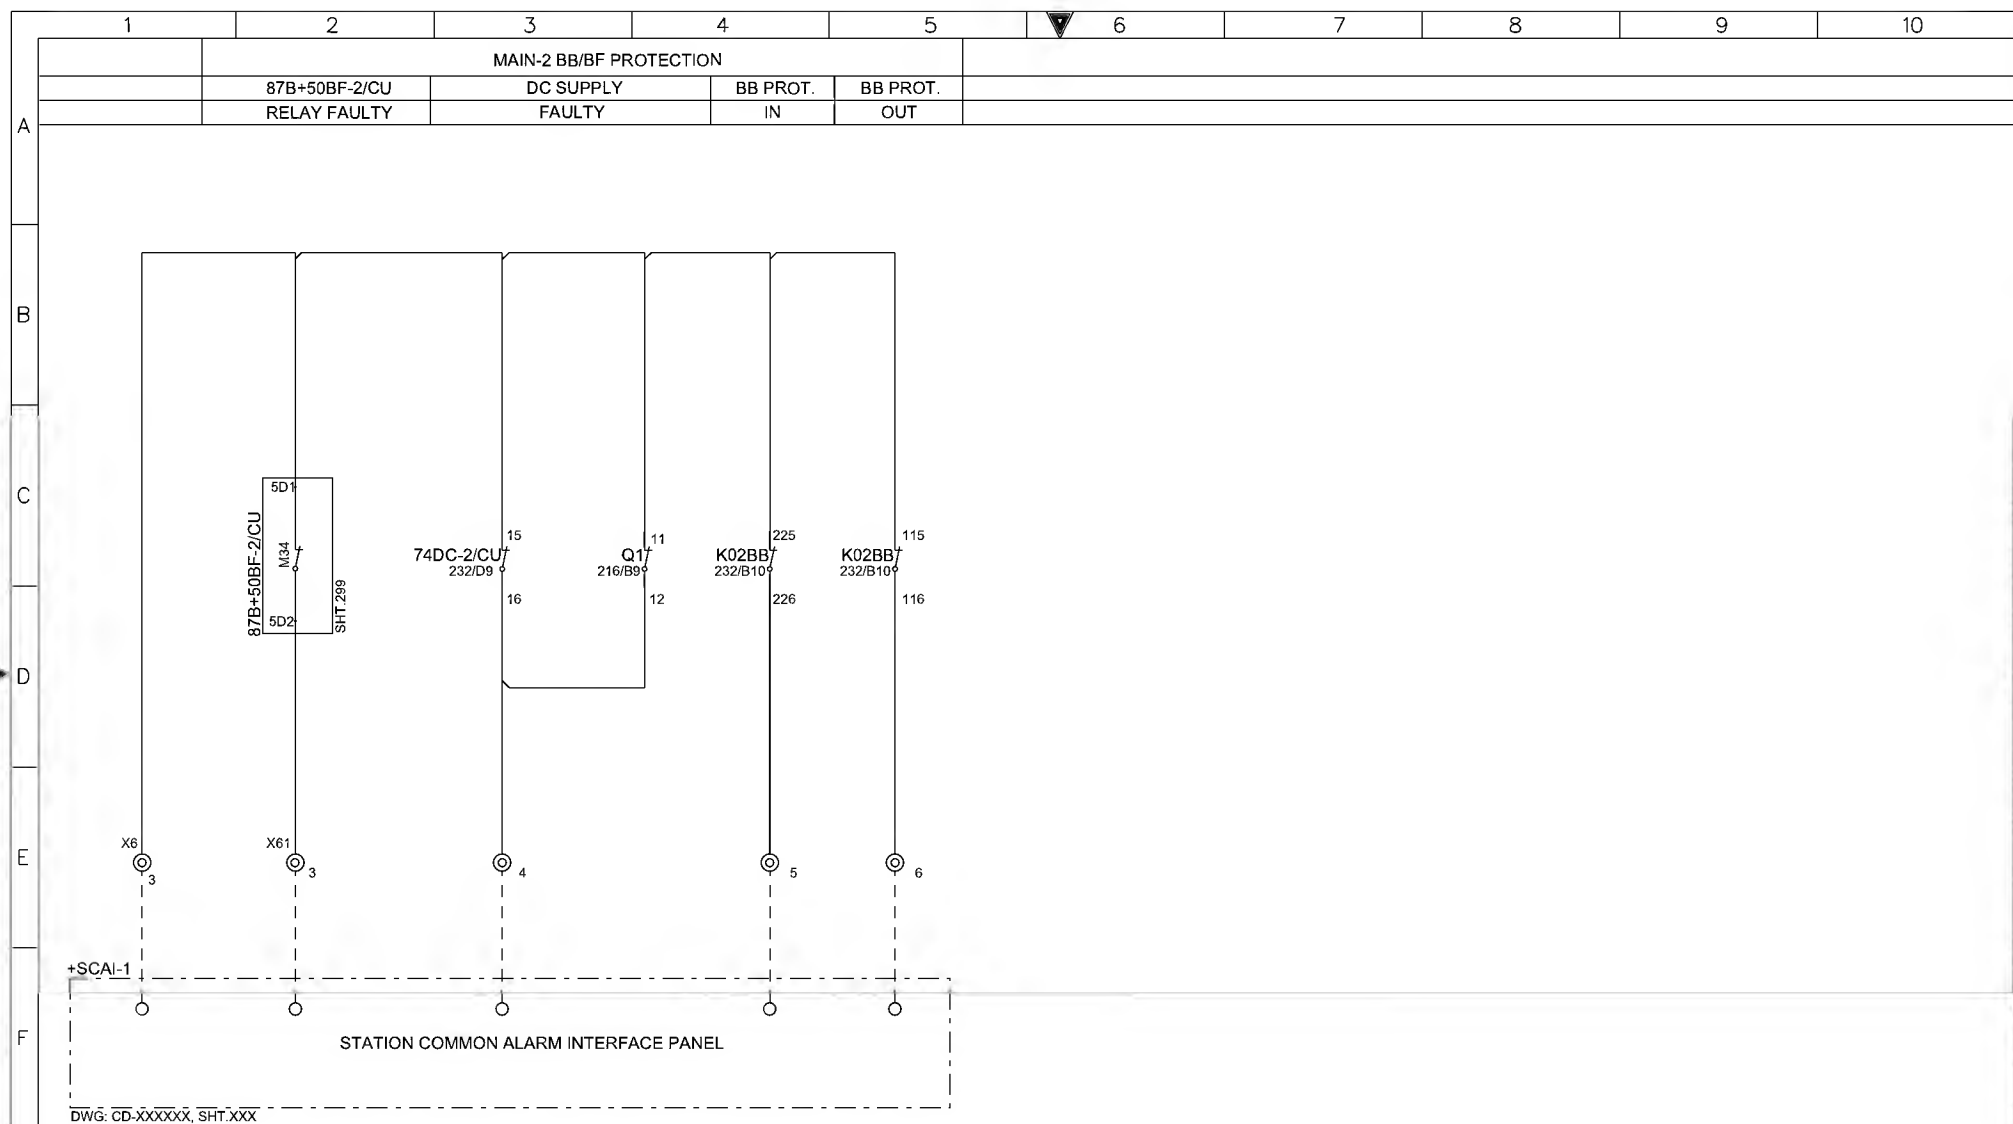 1 2 3 4 5 6 7 8 9 10
MAIN-2 BB/BF PROTECTION
87B+50BF-2/CU DC SUPPLY BB PROT. BB PROT.
RELAY FAULTY FAULTY IN OUT
A
B
C
D
E
F
5D1
87B+50BF-2/CU
M34
5D2
SHT.299
15
74DC-2/CU
232/D9
16
11
Q1
216/B9
12
225
K02BB
232/B10
226
115
K02BB
232/B10
116
X6
3
X61
3
4
5
6
+SCAI-1
STATION COMMON ALARM INTERFACE PANEL
DWG: CD-XXXXXX, SHT.XXX